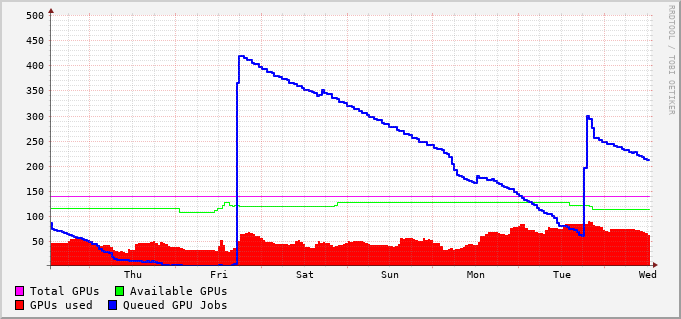 RRDTOOL / TOBI OETIKER
500
450
400
350
300
250
200
150
100
50
Thu Fri Sat Sun Mon Tue Wed
Total GPUs Available GPUs
GPUs used Queued GPU Jobs